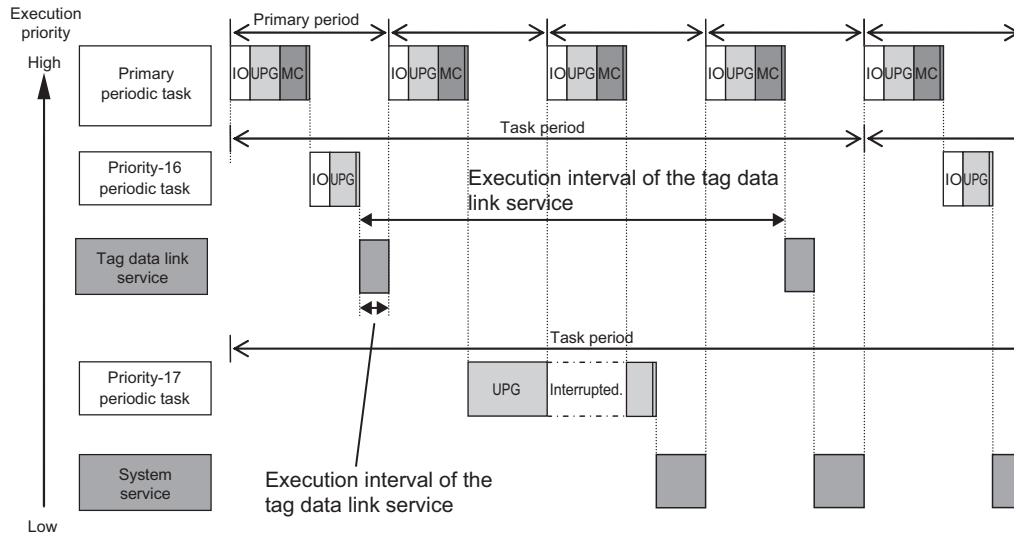 Execution
priority
High
Primary period
Primary
periodic task
IO UPG MC
IO UPG MC
IO UPG MC
IO UPG MC
IO UPG MC
Task period
Priority-16
periodic task
IO UPG
Execution interval of the tag data
link service
IO UPG
Tag data link
service
Task period
Priority-17
periodic task
UPG
Interrupted.
Execution interval of the
tag data link service
System
service
Low